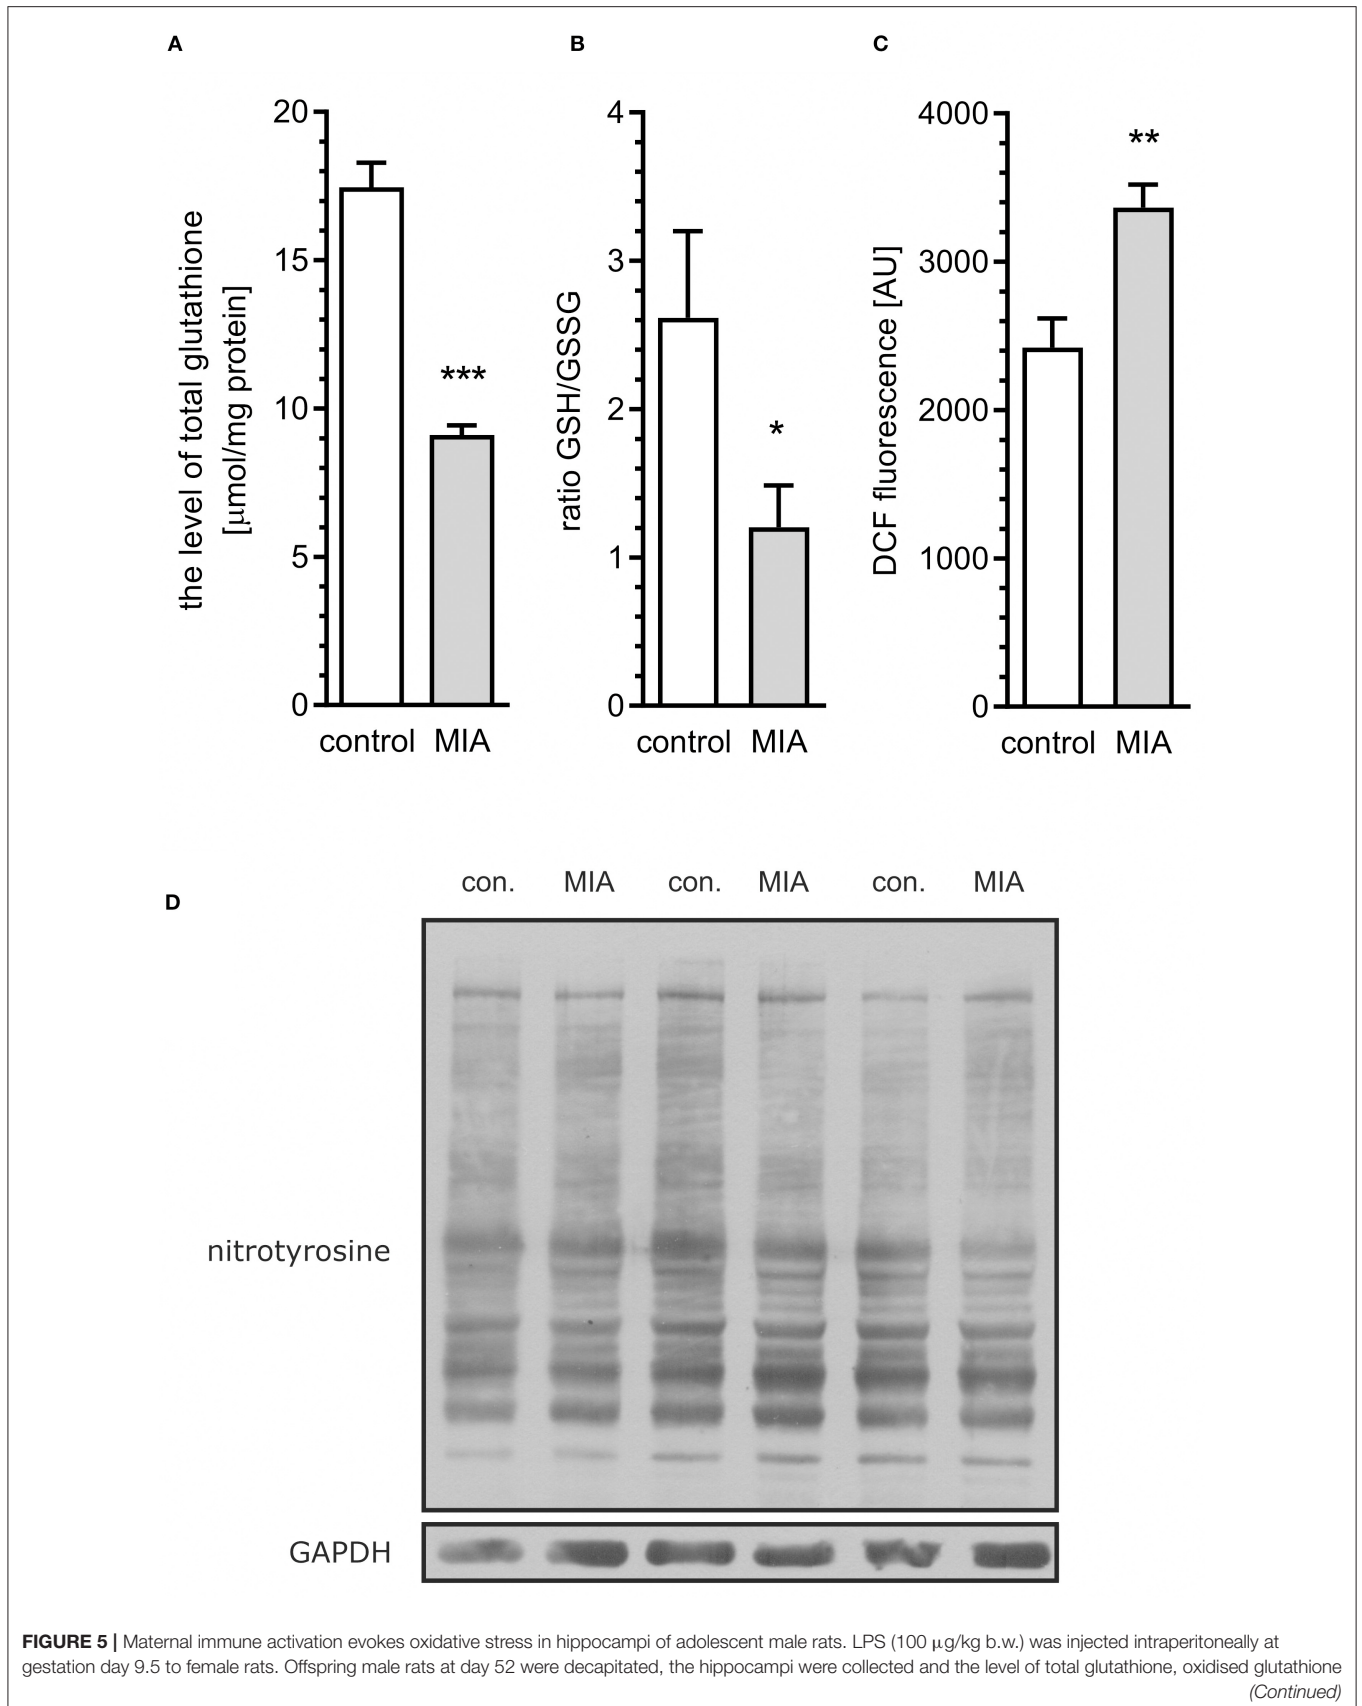 A
B
C
20
15
10
5
0
the level of total glutathione
[μmol/mg protein]
***
control MIA
4
3
2
1
0
ratio GSH/GSSG
*
control MIA
4000
3000
2000
1000
0
DCF fluorescence [AU]
**
control MIA
D
con. MIA con. MIA con. MIA
nitrotyrosine
GAPDH
FIGURE 5 | Maternal immune activation evokes oxidative stress in hippocampi of adolescent male rats. LPS (100 μg/kg b.w.) was injected intraperitoneally at
gestation day 9.5 to female rats. Offspring male rats at day 52 were decapitated, the hippocampi were collected and the level of total glutathione, oxidised glutathione
(Continued)